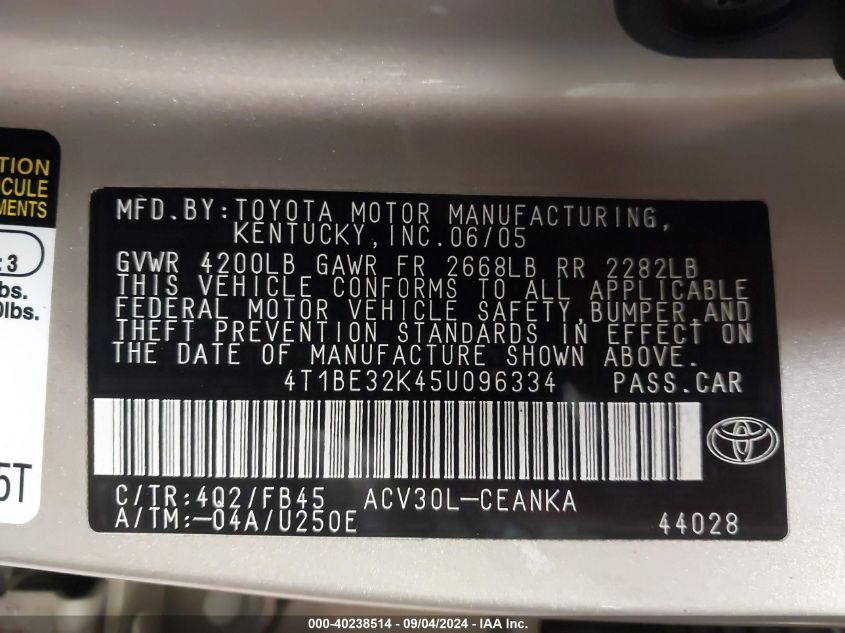 TION
CULE
MENTS
: 3
bs.
0lbs.
5T
MFD.BY:TOYOTA MOTOR MANUFACTURING,
KENTUCKY,INC.06/05
GVWR 4200LB GAWR FR 2668LB RR 2282LB
THIS VEHICLE CONFORMS TO ALL APPLICABLE
FEDERAL MOTOR VEHICLE SAFETY,BUMPER,AND
THEFT PREVENTION STANDARDS IN EFFECT ON
THE DATE OF MANUFACTURE SHOWN ABOVE.
4T1BE32K45U096334 PASS.CAR
C/TR:4Q2/FB45 ACV30L-CEANKA
A/TM:-04A/U250E 44028
000-40238514 - 09/04/2024 - IAA Inc.